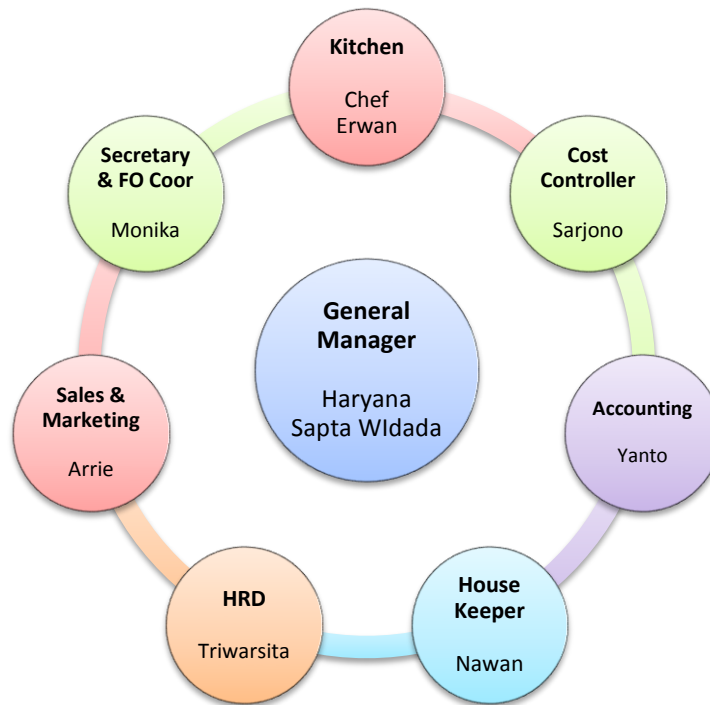 Kitchen
Chef
Erwan
Secretary
& FO Coor
Monika
Cost
Controller
Sarjono
General
Manager
Haryana
Sapta WIdada
Sales &
Marketing
Arrie
Accounting
Yanto
HRD
Triwarsita
House
Keeper
Nawan